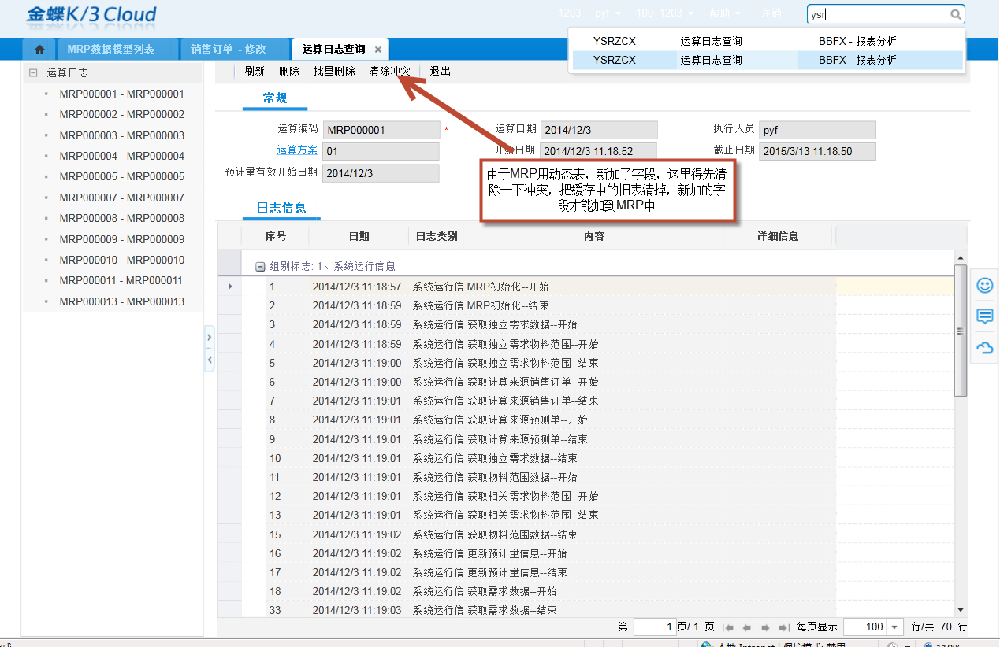 金蝶K/3 Cloud
1203 pyf 100 1203 帮助 注销
ysr
MRP数据模型列表 销售订单 - 修改 运算日志查询 ×
YSRZCX 运算日志查询 BBFX - 报表分析
YSRZCX 运算日志查询 BBFX - 报表分析
运算日志
MRP000001 - MRP000001
MRP000002 - MRP000002
MRP000003 - MRP000003
MRP000004 - MRP000004
MRP000005 - MRP000005
MRP000007 - MRP000007
MRP000008 - MRP000008
MRP000009 - MRP000009
MRP000010 - MRP000010
MRP000011 - MRP000011
MRP000013 - MRP000013
刷新 删除 批量删除 清除冲突 退出
常规
运算编码 MRP000001 * 运算日期 2014/12/3 执行人员 pyf
运算方案 01 开始日期 2014/12/3 11:18:52 截止日期 2015/3/13 11:18:50
预计量有效开始日期 2014/12/3
由于MRP用动态表，新加了字段，这里得先清
除一下冲突，把缓存中的旧表清掉，新加的字
段才能加到MRP中
日志信息
序号 日期 日志类别 内容 详细信息
组别标志: 1、系统运行信息
1 2014/12/3 11:18:57 系统运行信 MRP初始化--开始
2 2014/12/3 11:18:59 系统运行信 MRP初始化--结束
3 2014/12/3 11:18:59 系统运行信 获取独立需求数据--开始
4 2014/12/3 11:18:59 系统运行信 获取独立需求物料范围--开始
5 2014/12/3 11:19:00 系统运行信 获取独立需求物料范围--结束
6 2014/12/3 11:19:00 系统运行信 获取计算来源销售订单--开始
7 2014/12/3 11:19:01 系统运行信 获取计算来源销售订单--结束
8 2014/12/3 11:19:01 系统运行信 获取计算来源预测单--开始
9 2014/12/3 11:19:01 系统运行信 获取计算来源预测单--结束
10 2014/12/3 11:19:01 系统运行信 获取独立需求数据--结束
11 2014/12/3 11:19:01 系统运行信 获取物料范围数据--开始
12 2014/12/3 11:19:01 系统运行信 获取相关需求物料范围--开始
13 2014/12/3 11:19:01 系统运行信 获取相关需求物料范围--结束
15 2014/12/3 11:19:02 系统运行信 获取物料范围数据--结束
16 2014/12/3 11:19:02 系统运行信 更新预计量信息--开始
17 2014/12/3 11:19:02 系统运行信 更新预计量信息--结束
18 2014/12/3 11:19:02 系统运行信 获取需求数据--开始
33 2014/12/3 11:19:03 系统运行信 获取需求数据--结束
第 1 页/ 1 页 每页显示 100 行/共 70 行
本地 Intranet | 保护模式: 禁用 110%